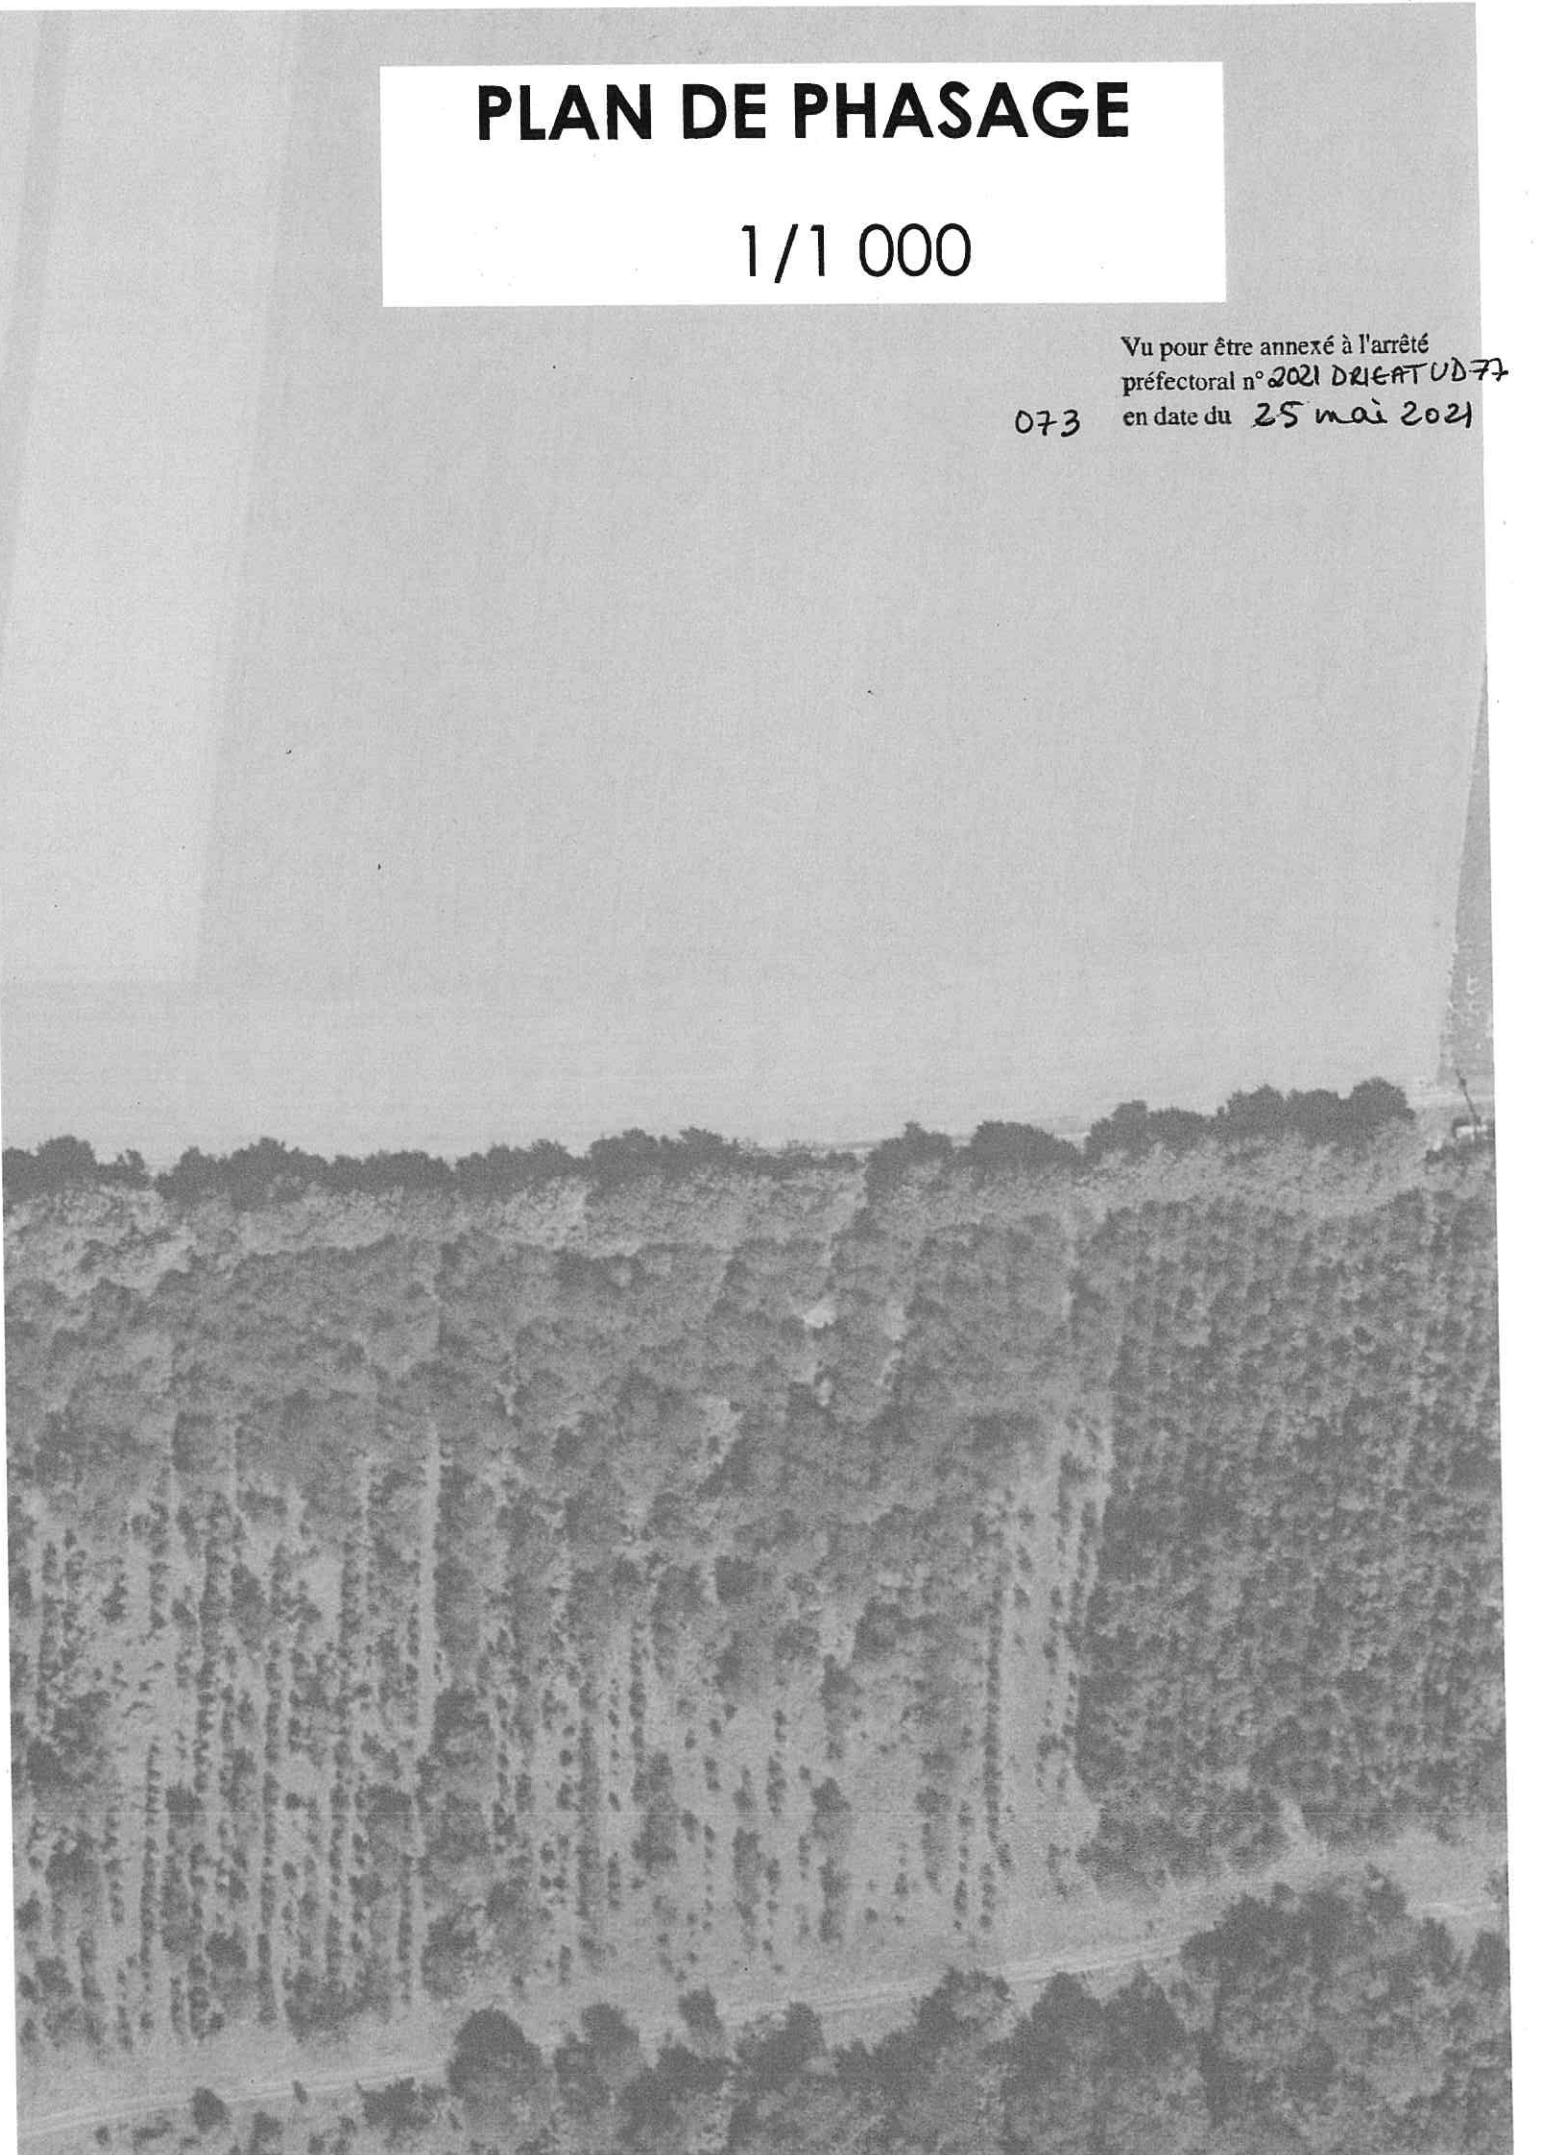 PLAN DE PHASAGE
1/1 000
Vu pour être annexé à l'arrêté
préfectoral n° 2021 DRIEAT UD77
073 en date du 25 mai 2021